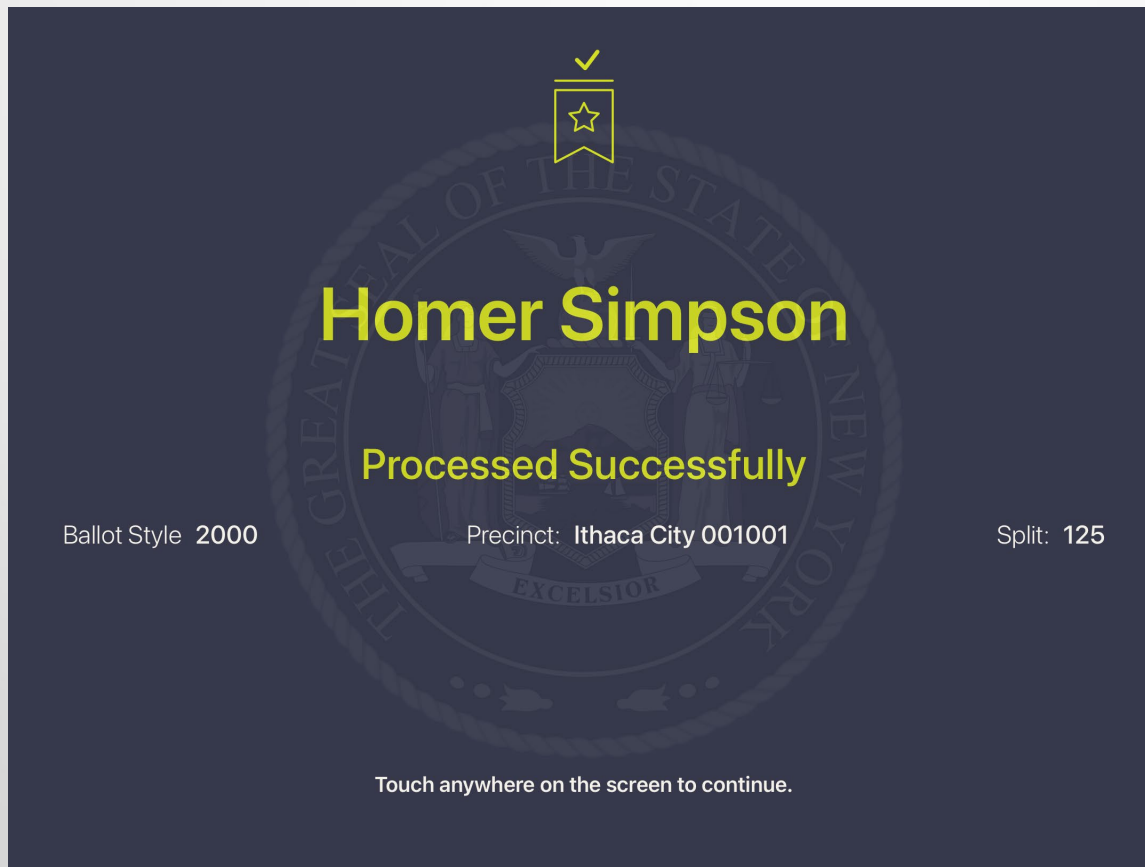 THE GREAT SEAL OF THE STATE OF NEW YORK
Homer Simpson
Processed Successfully
Ballot Style 2000
Precinct: Ithaca City 001001
Split: 125
EXCELSIOR
Touch anywhere on the screen to continue.